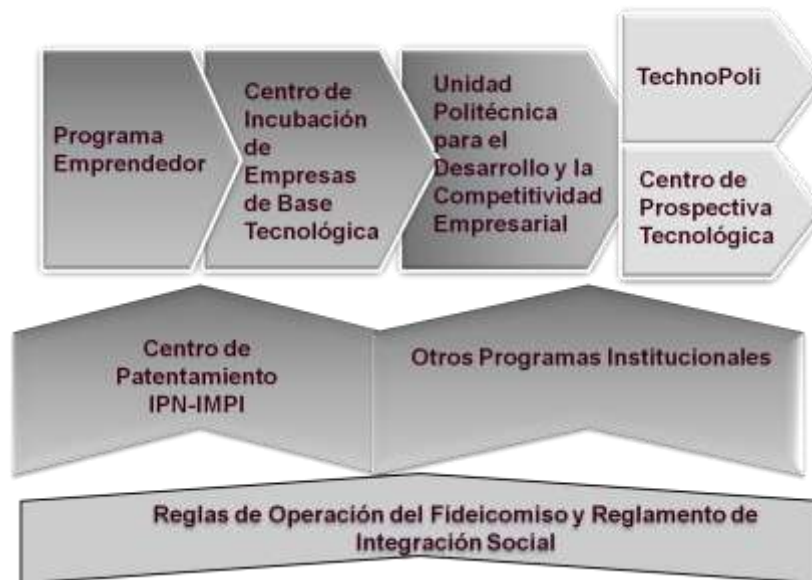 Programa
Emprendedor
Centro de
Incubación
de
Empresas
de Base
Tecnológica
Unidad
Politécnica
para el
Desarrollo y la
Competitividad
Empresarial
TechnoPoli
Centro de
Prospectiva
Tecnológica
Centro de
Patentamiento
IPN-IMPI
Otros Programas Institucionales
Reglas de Operación del Fideicomiso y Reglamento de
Integración Social